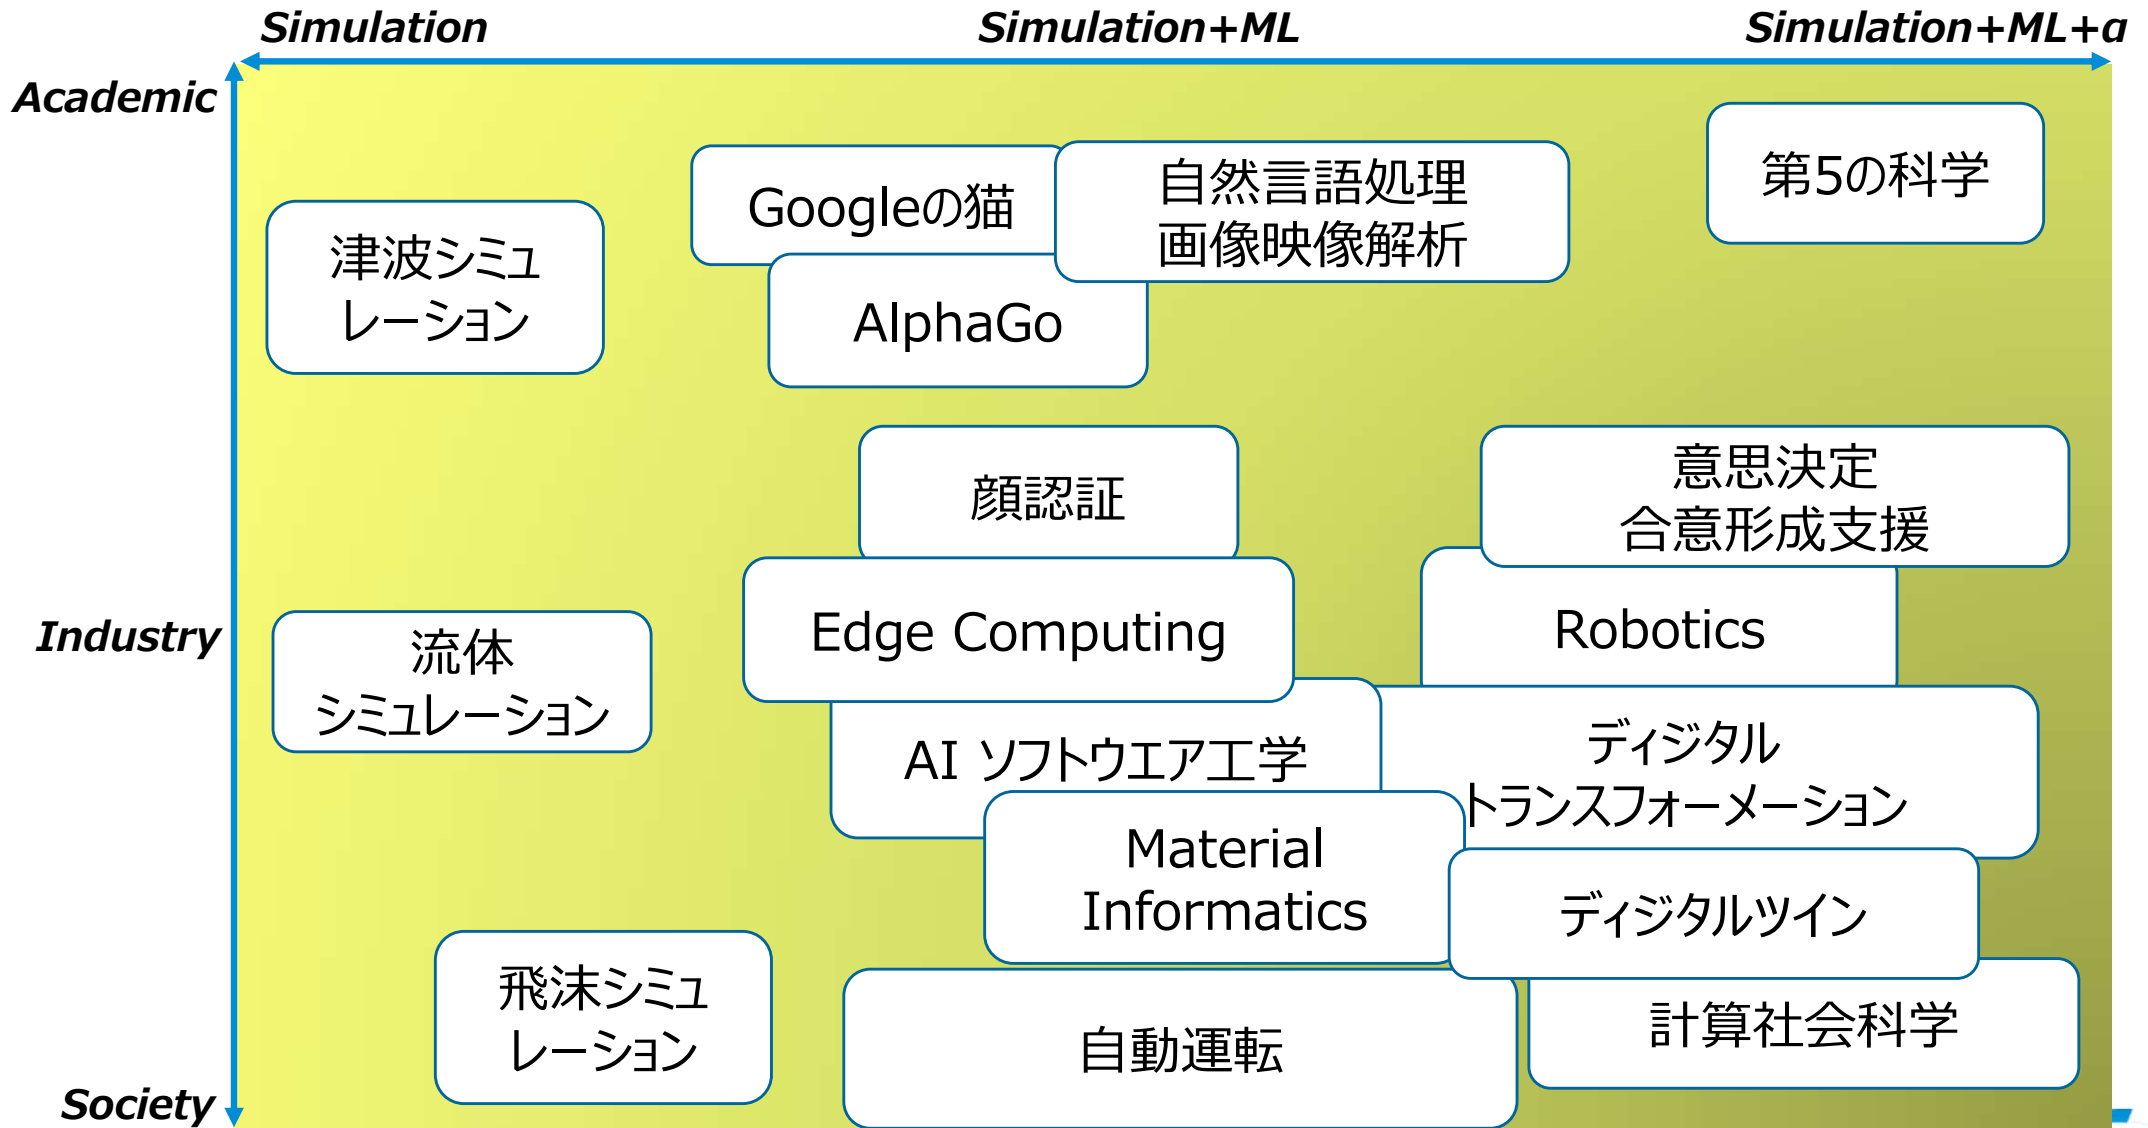 Simulation
Simulation+ML
Simulation+ML+α
Academic
Googleの猫
自然言語処理
画像映像解析
第5の科学
津波シミュ
レーション
AlphaGo
顔認証
意思決定
合意形成支援
Industry
流体
シミュレーション
Edge Computing
Robotics
AI ソフトウエア工学
ディジタル
トランスフォーメーション
Material
Informatics
ディジタルツイン
飛沫シミュ
レーション
自動運転
計算社会科学
Society